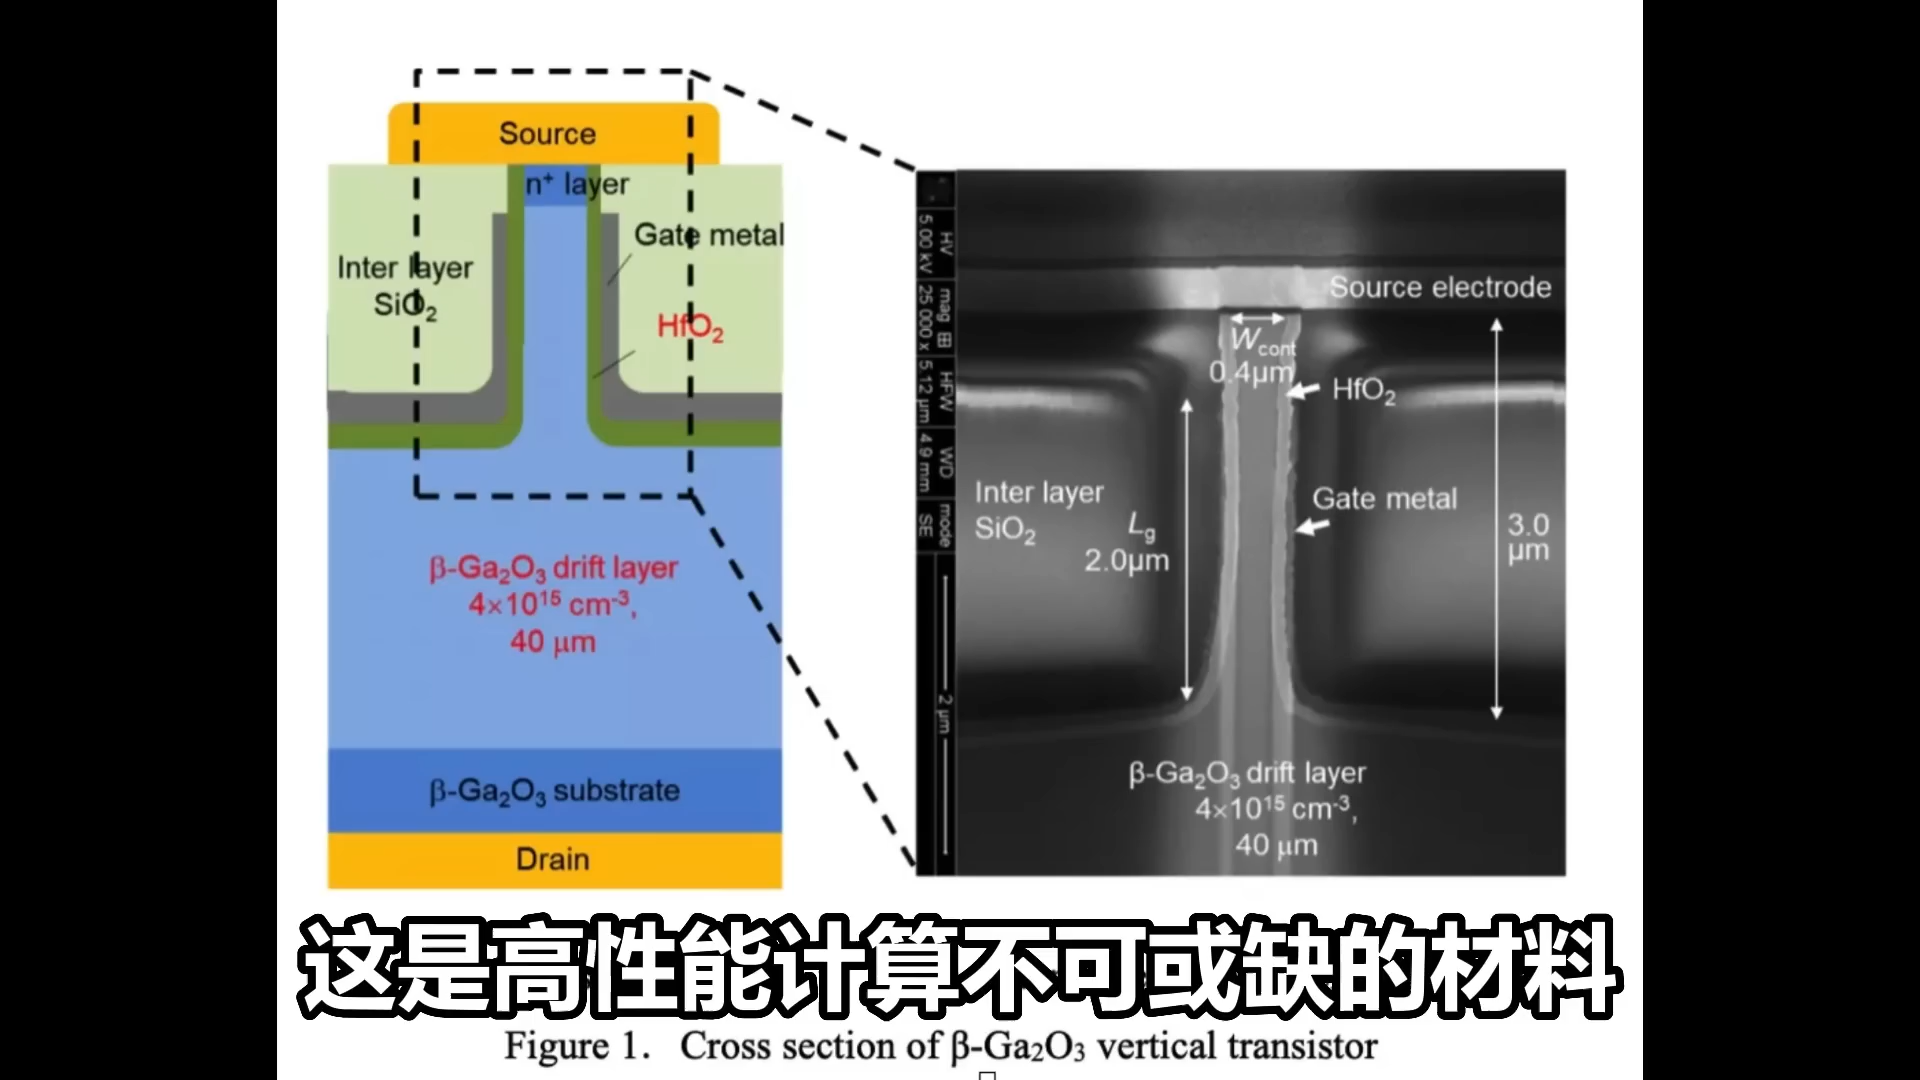 Source
n⁺ layer
Gate metal
Inter layer
SiO₂
HfO₂
β-Ga₂O₃ drift layer
4×10¹⁵ cm⁻³,
40 μm
β-Ga₂O₃ substrate
Drain
HV
5.00 kV
mag ⊞
25 000 x
HFW
5.12 μm
WD
4.9 mm
mode
SE
2 μm
Source electrode
W cont
0.4μm
HfO₂
Inter layer
SiO₂
Lg
2.0μm
Gate metal
3.0
μm
β-Ga₂O₃ drift layer
4×10¹⁵ cm⁻³,
40 μm
这是高性能计算不可或缺的材料
Figure 1. Cross section of β-Ga₂O₃ vertical transistor